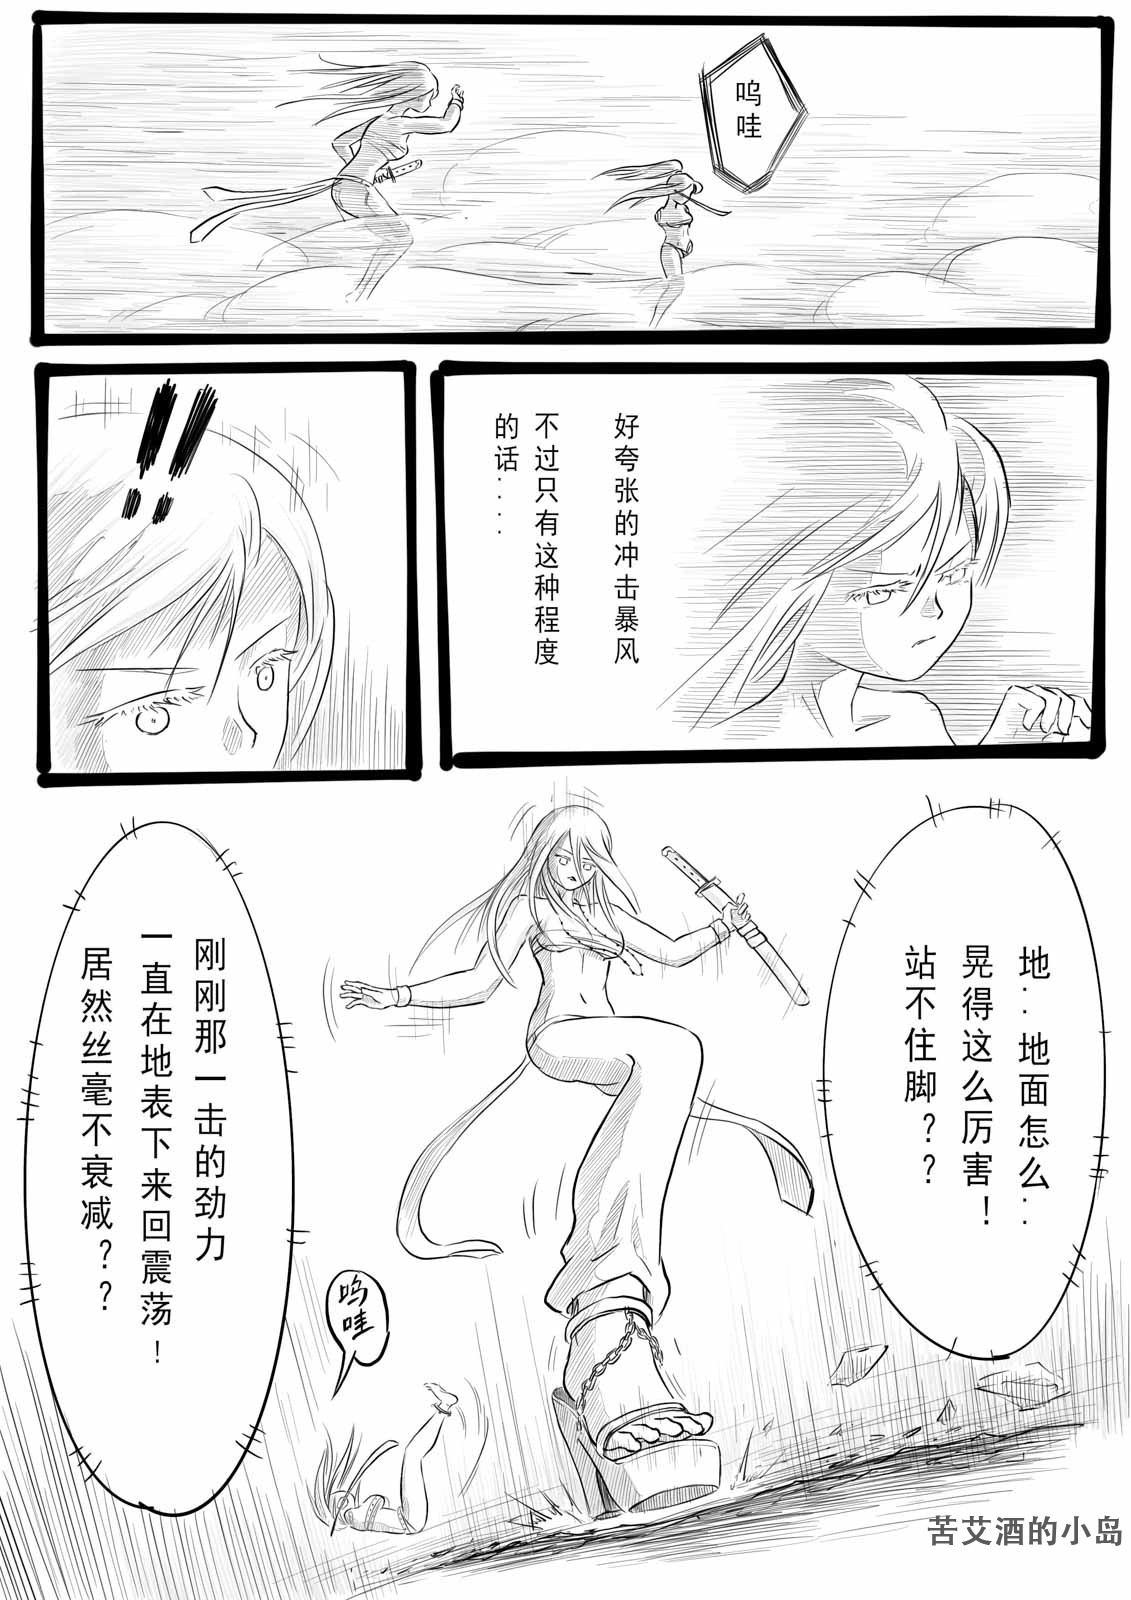 呜哇
好夸张的冲击暴风
不过只有这种程度
的话····
!!
地··地面怎么··
晃得这么厉害！
站不住脚？？
刚刚那一击的劲力
一直在地表下来回震荡！
居然丝毫不衰减？？
呜哇
苦艾酒的小岛